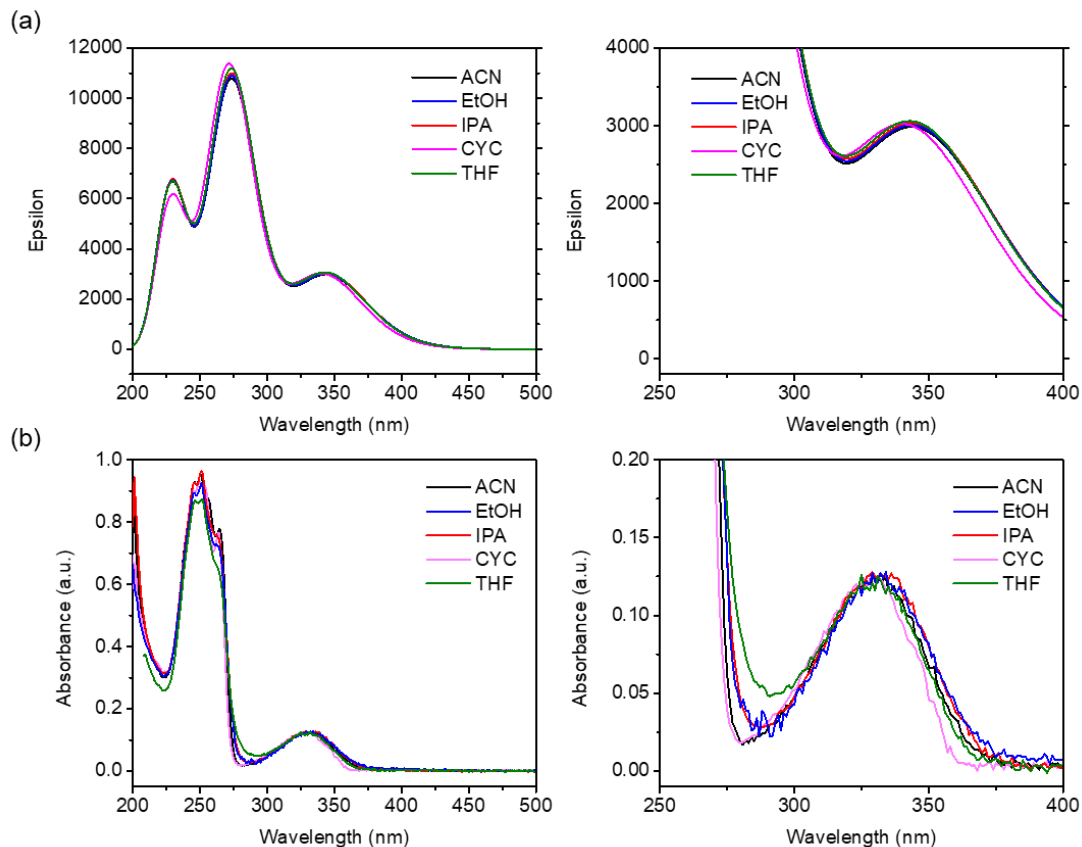 (a)
12000
10000
8000
6000
4000
2000
0
Epsilon
200 250 300 350 400 450 500
Wavelength (nm)
ACN
EtOH
IPA
CYC
THF
4000
3000
2000
1000
0
Epsilon
250 300 350 400
Wavelength (nm)
ACN
EtOH
IPA
CYC
THF
(b)
1.0
0.8
0.6
0.4
0.2
0.0
Absorbance (a.u.)
200 250 300 350 400 450 500
Wavelength (nm)
ACN
EtOH
IPA
CYC
THF
0.20
0.15
0.10
0.05
0.00
Absorbance (a.u.)
250 300 350 400
Wavelength (nm)
ACN
EtOH
IPA
CYC
THF